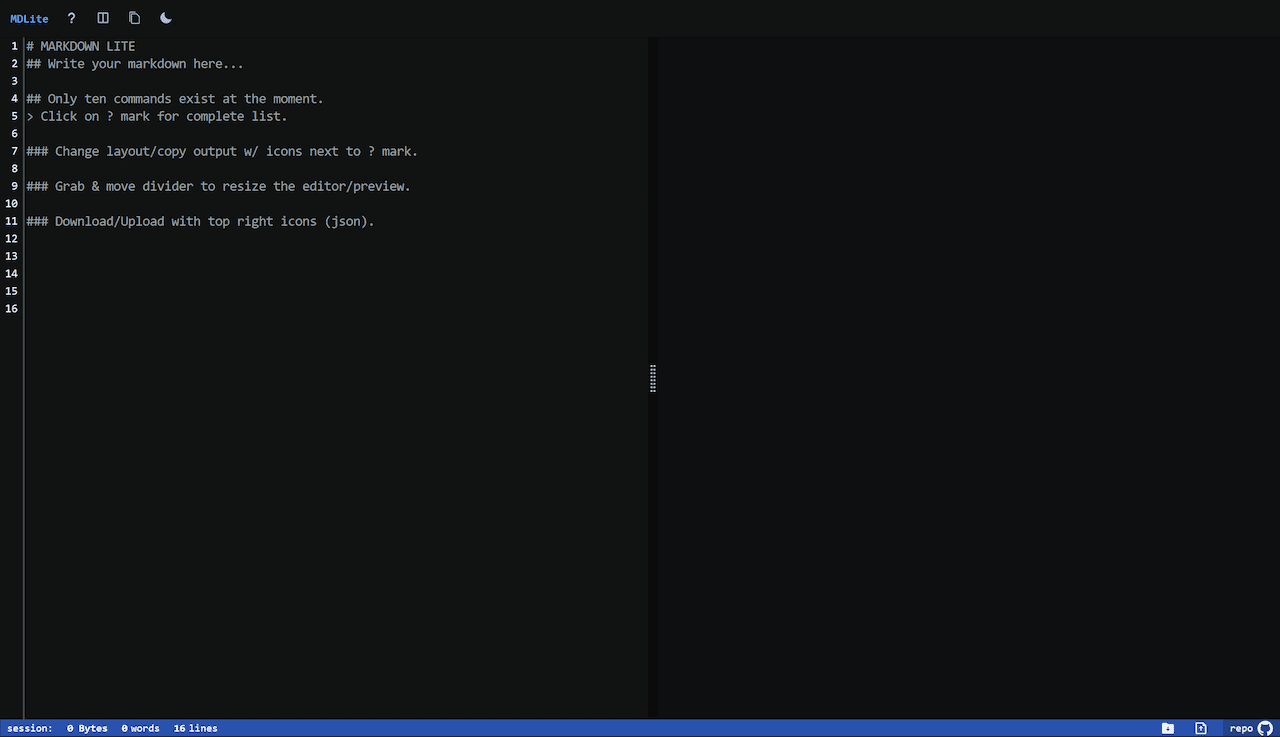 MDLite ?
1 # MARKDOWN LITE
2 ## Write your markdown here...
3
4 ## Only ten commands exist at the moment.
5 > Click on ? mark for complete list.
6
7 ### Change layout/copy output w/ icons next to ? mark.
8
9 ### Grab & move divider to resize the editor/preview.
10
11 ### Download/Upload with top right icons (json).
12
13
14
15
16
session: 0 Bytes 0 words 16 lines repo